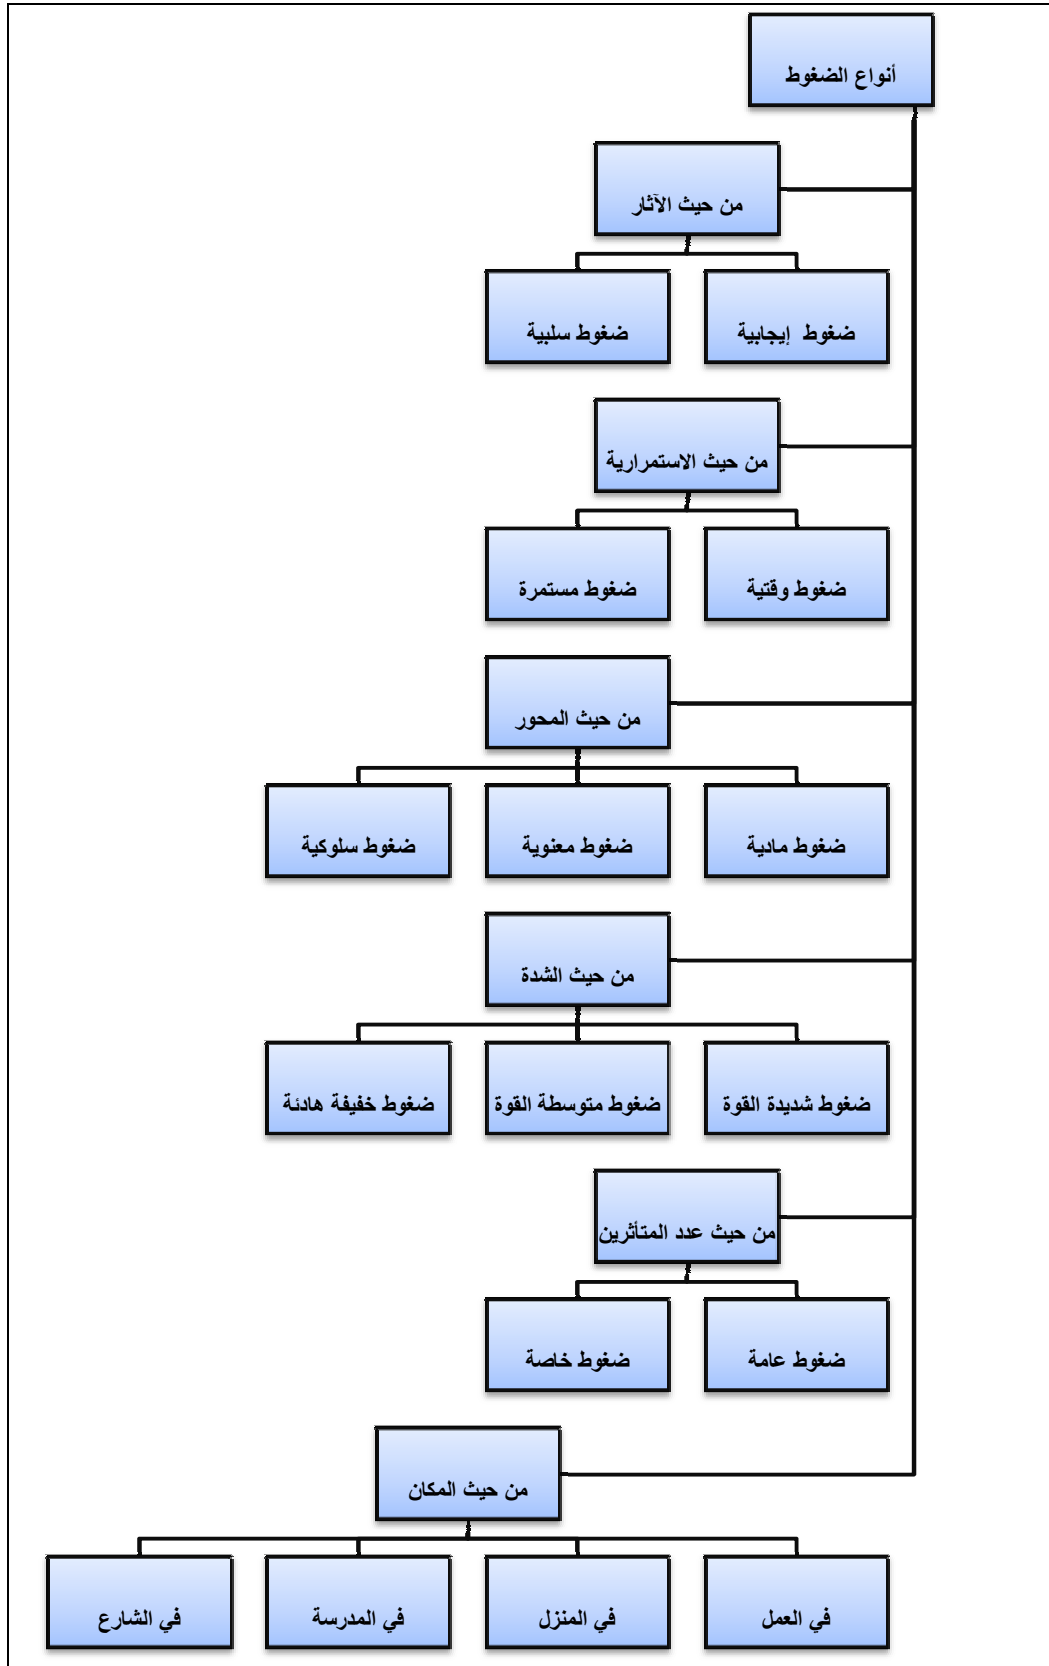 أنواع الضغوط
من حيث الآثار
ضغوط إيجابية
ضغوط سلبية
من حيث الاستمرارية
ضغوط وقتية
ضغوط مستمرة
من حيث المحور
ضغوط مادية
ضغوط معنوية
ضغوط سلوكية
من حيث الشدة
ضغوط شديدة القوة
ضغوط متوسطة القوة
ضغوط خفيفة هادئة
من حيث عدد المتأثرين
ضغوط عامة
ضغوط خاصة
من حيث المكان
في العمل
في المنزل
في المدرسة
في الشارع